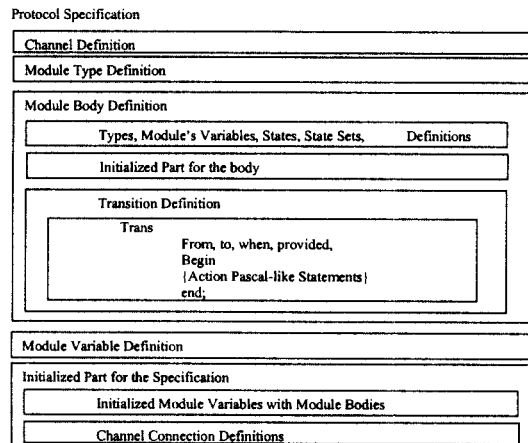 Protocol Specification
Channel Definition
Module Type Definition
Module Body Definition
Types, Module's Variables, States, State Sets, Definitions
Initialized Part for the body
Transition Definition
Trans
From, to, when, provided,
Begin
{Action Pascal-like Statements}
end;
Module Variable Definition
Initialized Part for the Specification
Initialized Module Variables with Module Bodies
Channel Connection Definitions